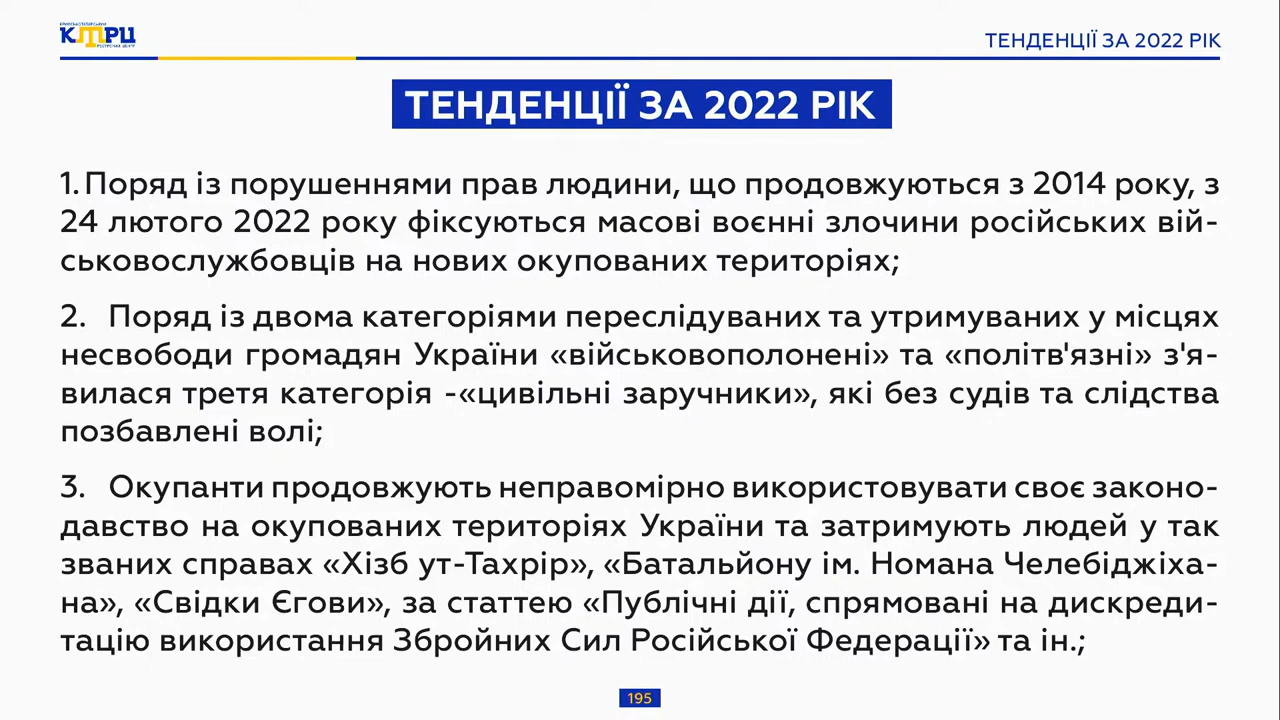 КРИМСЬКОТАТАРСЬКИЙ
КТРЦ
РЕСУРСНИЙ ЦЕНТР
ТЕНДЕНЦІЇ ЗА 2022 РІК
ТЕНДЕНЦІЇ ЗА 2022 РІК
1. Поряд із порушеннями прав людини, що продовжуються з 2014 року, з
24 лютого 2022 року фіксуються масові воєнні злочини російських вій-
ськовослужбовців на нових окупованих територіях;
2. Поряд із двома категоріями переслідуваних та утримуваних у місцях
несвободи громадян України «військовополонені» та «політв'язні» з'я-
вилася третя категорія -«цивільні заручники», які без судів та слідства
позбавлені волі;
3. Окупанти продовжують неправомірно використовувати своє законо-
давство на окупованих територіях України та затримують людей у так
званих справах «Хізб ут-Тахрір», «Батальйону ім. Номана Челебіджіха-
на», «Свідки Єгови», за статтею «Публічні дії, спрямовані на дискреди-
тацію використання Збройних Сил Російської Федерації» та ін.;
195